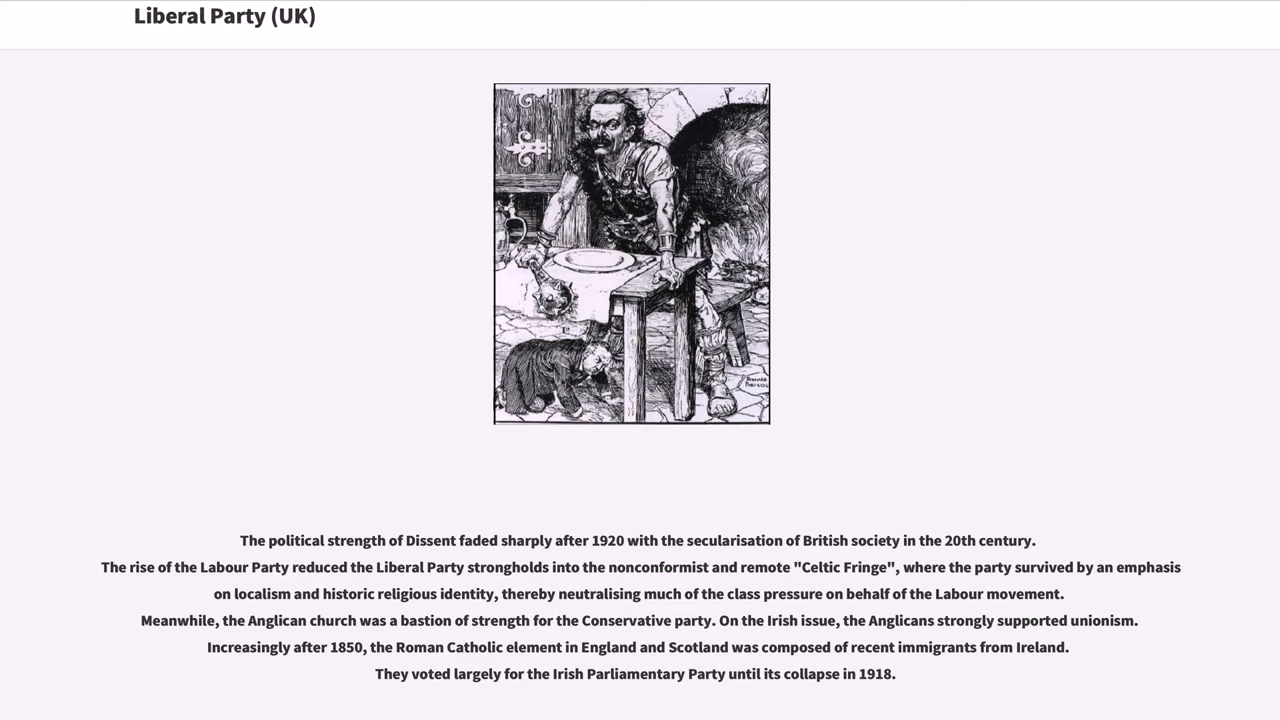 Liberal Party (UK)
BERNARD
PARTRIDGE
The political strength of Dissent faded sharply after 1920 with the secularisation of British society in the 20th century.
The rise of the Labour Party reduced the Liberal Party strongholds into the nonconformist and remote "Celtic Fringe", where the party survived by an emphasis
on localism and historic religious identity, thereby neutralising much of the class pressure on behalf of the Labour movement.
Meanwhile, the Anglican church was a bastion of strength for the Conservative party. On the Irish issue, the Anglicans strongly supported unionism.
Increasingly after 1850, the Roman Catholic element in England and Scotland was composed of recent immigrants from Ireland.
They voted largely for the Irish Parliamentary Party until its collapse in 1918.